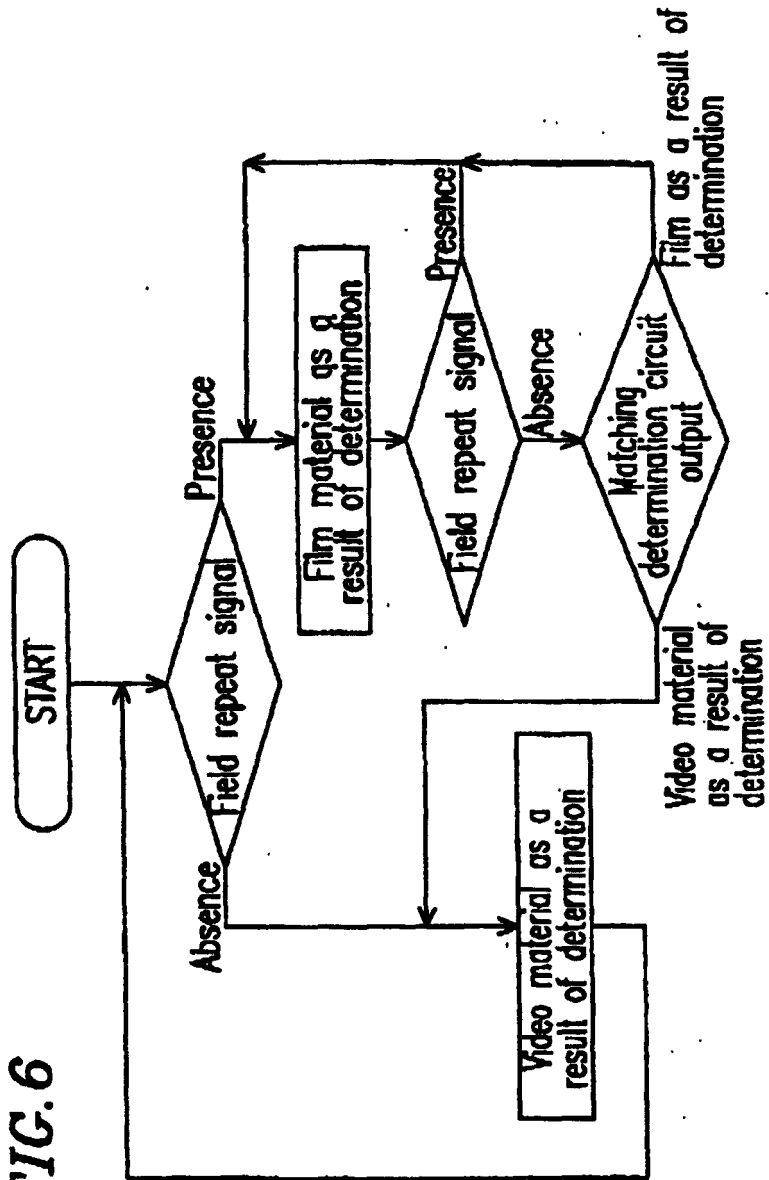 FIG.6
START
Field repeat signal
Absence
Presence
Film material as a
result of determination
Field repeat signal
Presence
Absence
Matching
determination circuit
output
Film as a result of
determination
Video material
as a result of
determination
Video material as a
result of determination